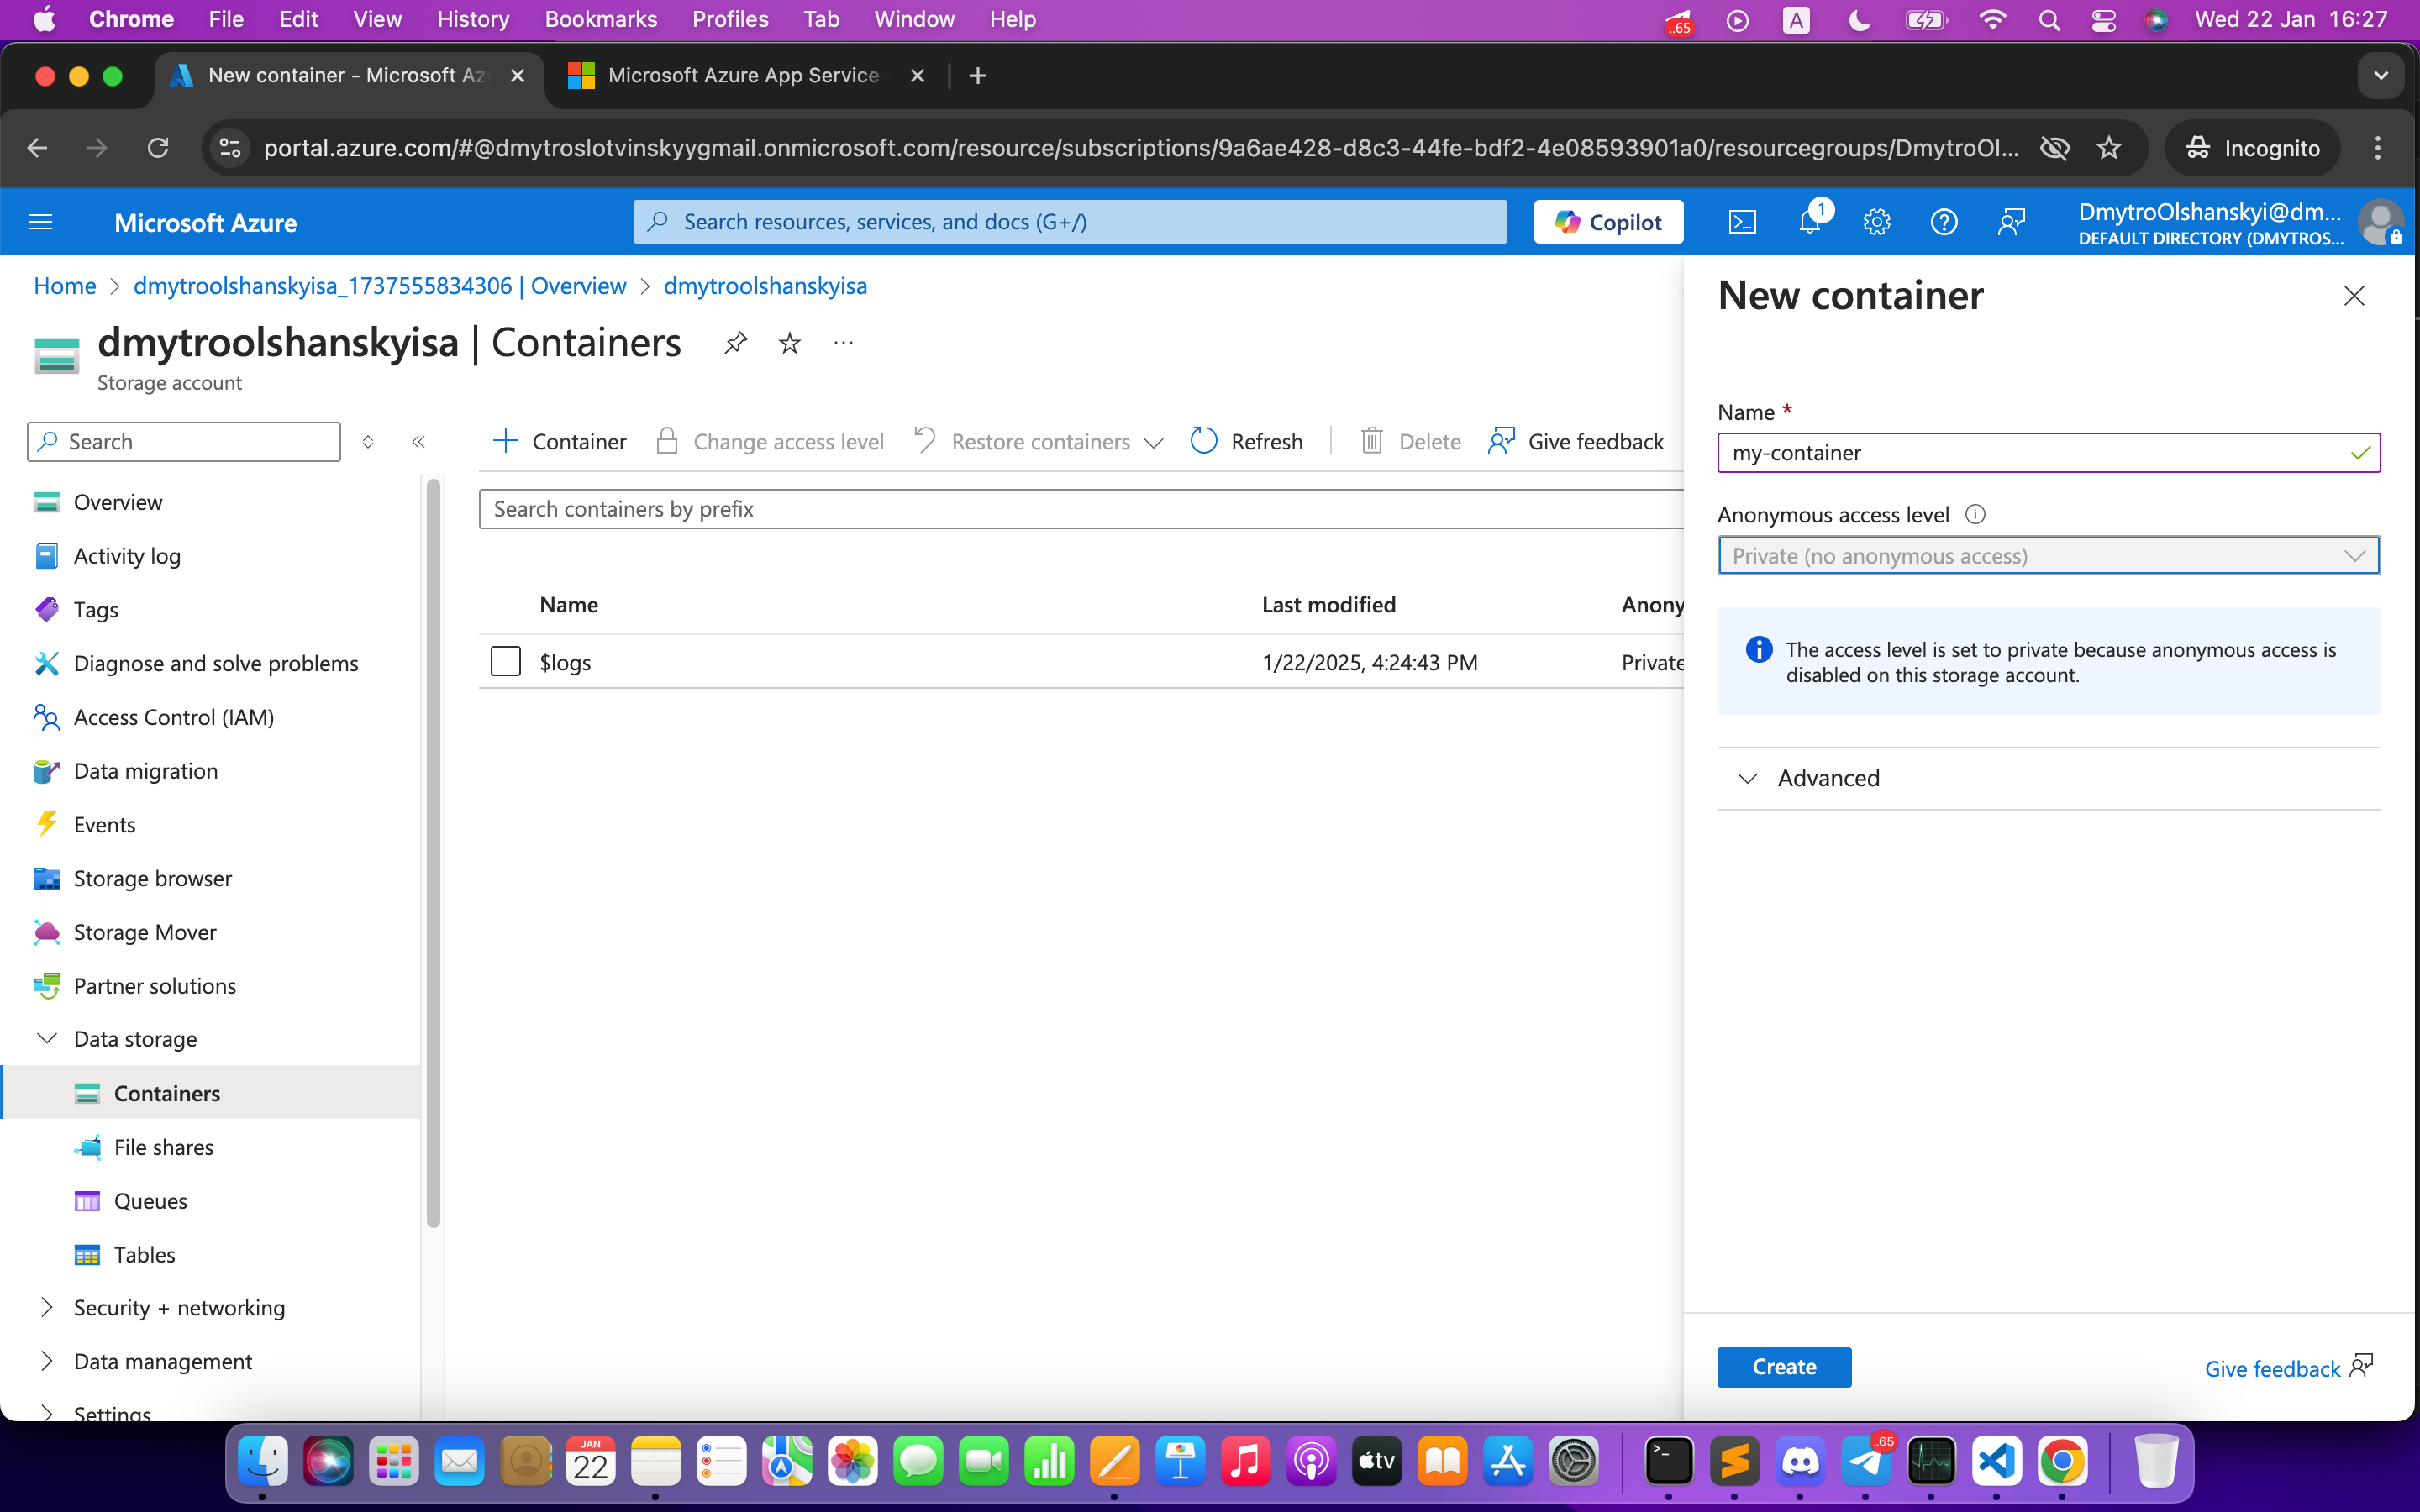 Chrome File Edit View History Bookmarks Profiles Tab Window Help ..65 A Wed 22 Jan 16:27
New container - Microsoft Az Microsoft Azure App Service
portal.azure.com/#@dmytroslotvinskyygmail.onmicrosoft.com/resource/subscriptions/9a6ae428-d8c3-44fe-bdf2-4e08593901a0/resourcegroups/DmytroOl... Incognito
Microsoft Azure Search resources, services, and docs (G+/) Copilot 1 DmytroOlshanskyi@dm...
DEFAULT DIRECTORY (DMYTROS...
Home > dmytroolshanskyisa_1737555834306 | Overview > dmytroolshanskyisa
dmytroolshanskyisa | Containers ...
Storage account
Search
Overview
Activity log
Tags
Diagnose and solve problems
Access Control (IAM)
Data migration
Events
Storage browser
Storage Mover
Partner solutions
Data storage
Containers
File shares
Queues
Tables
Security + networking
Data management
Settings
Container Change access level Restore containers Refresh Delete Give feedback
Search containers by prefix
Name Last modified Anony
$logs 1/22/2025, 4:24:43 PM Private
New container
Name *
my-container
Anonymous access level
Private (no anonymous access)
The access level is set to private because anonymous access is
disabled on this storage account.
Advanced
Create Give feedback
JAN
22
tv
..65